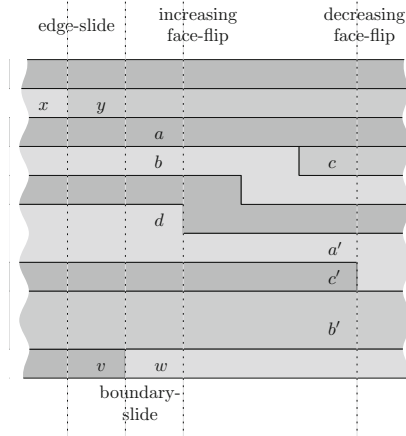 edge-slide
increasing
face-flip
decreasing
face-flip
x y
a
b c
d
a′
c′
b′
v w
boundary-
slide